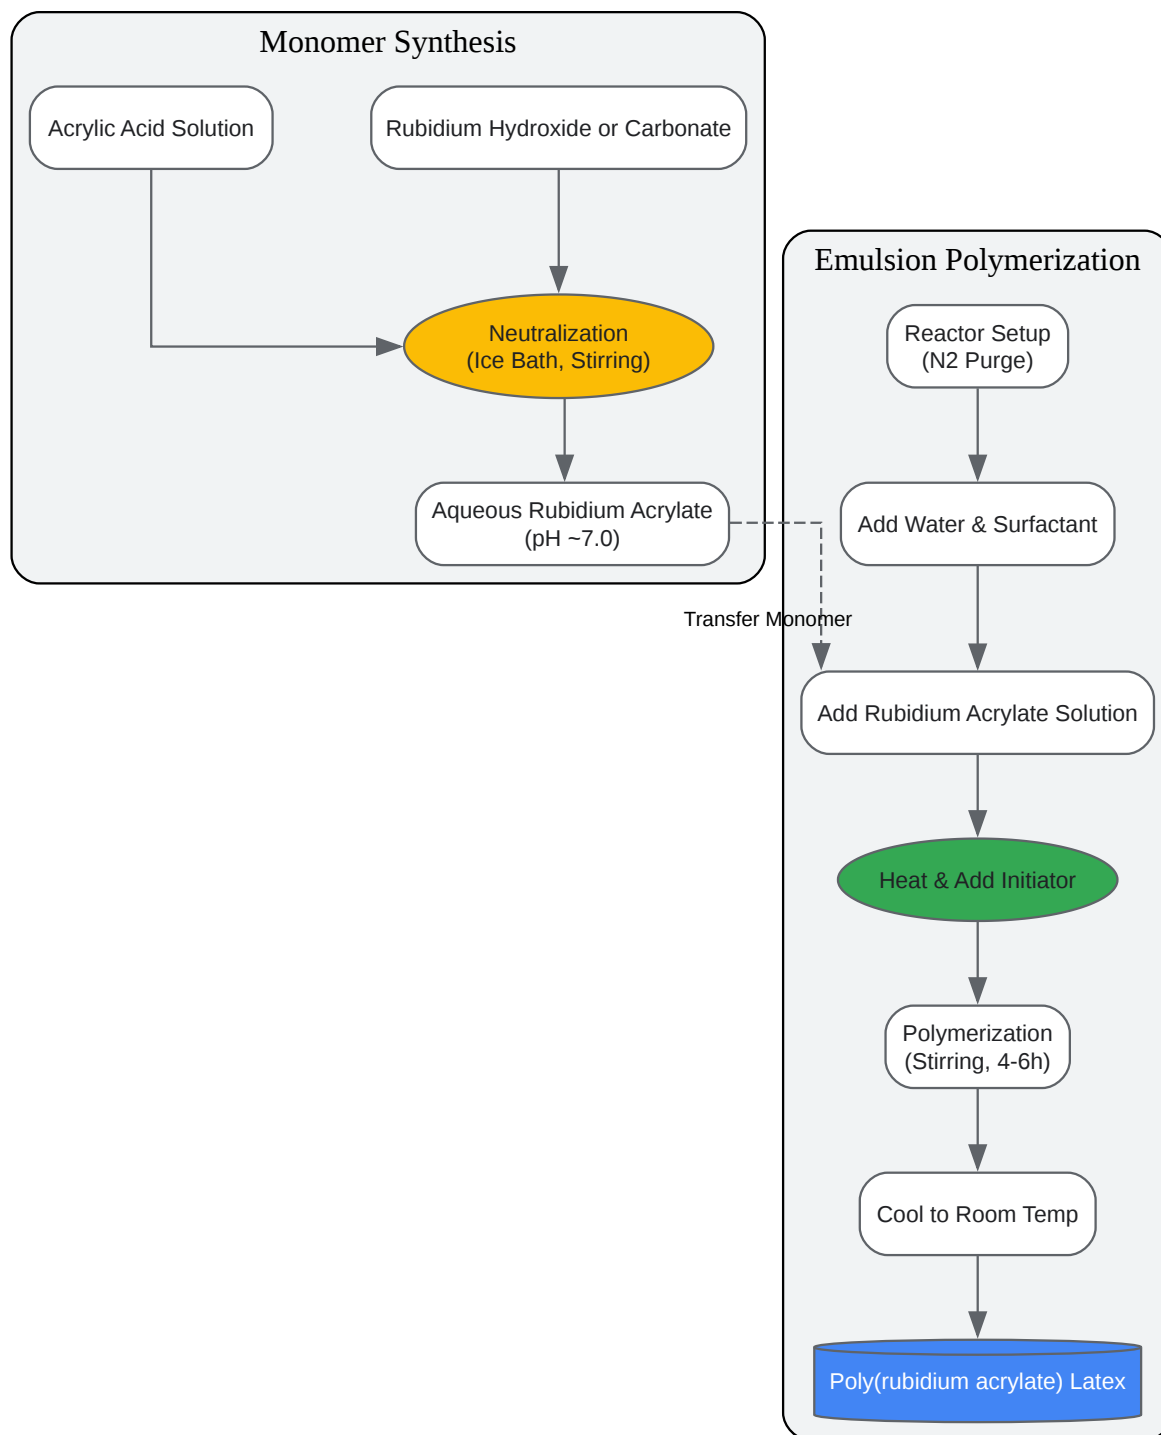 Monomer Synthesis
Acrylic Acid Solution
Rubidium Hydroxide or Carbonate
Neutralization
(Ice Bath, Stirring)
Aqueous Rubidium Acrylate
(pH ~7.0)
Transfer Monomer
Emulsion Polymerization
Reactor Setup
(N2 Purge)
Add Water & Surfactant
Add Rubidium Acrylate Solution
Heat & Add Initiator
Polymerization
(Stirring, 4-6h)
Cool to Room Temp
Poly(rubidium acrylate) Latex